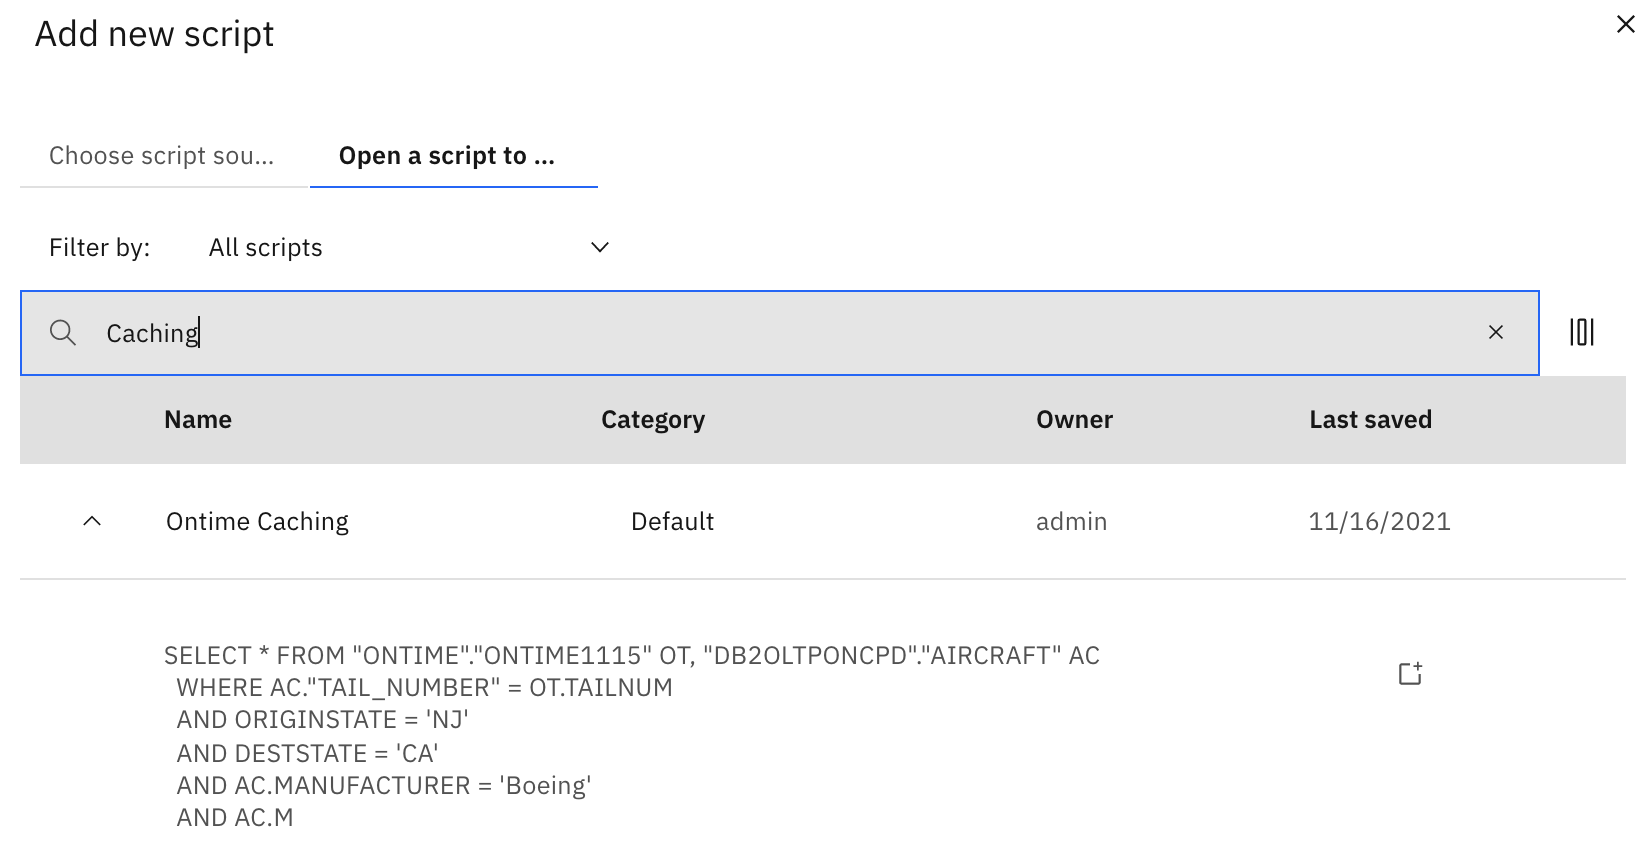 Add new script
Choose script sou...
Open a script to ...
Filter by: All scripts
Caching
Name Category Owner Last saved
Ontime Caching Default admin 11/16/2021
SELECT * FROM "ONTIME"."ONTIME1115" OT, "DB2OLTPONCPD"."AIRCRAFT" AC
WHERE AC."TAIL_NUMBER" = OT.TAILNUM
AND ORIGINSTATE = 'NJ'
AND DESTSTATE = 'CA'
AND AC.MANUFACTURER = 'Boeing'
AND AC.M